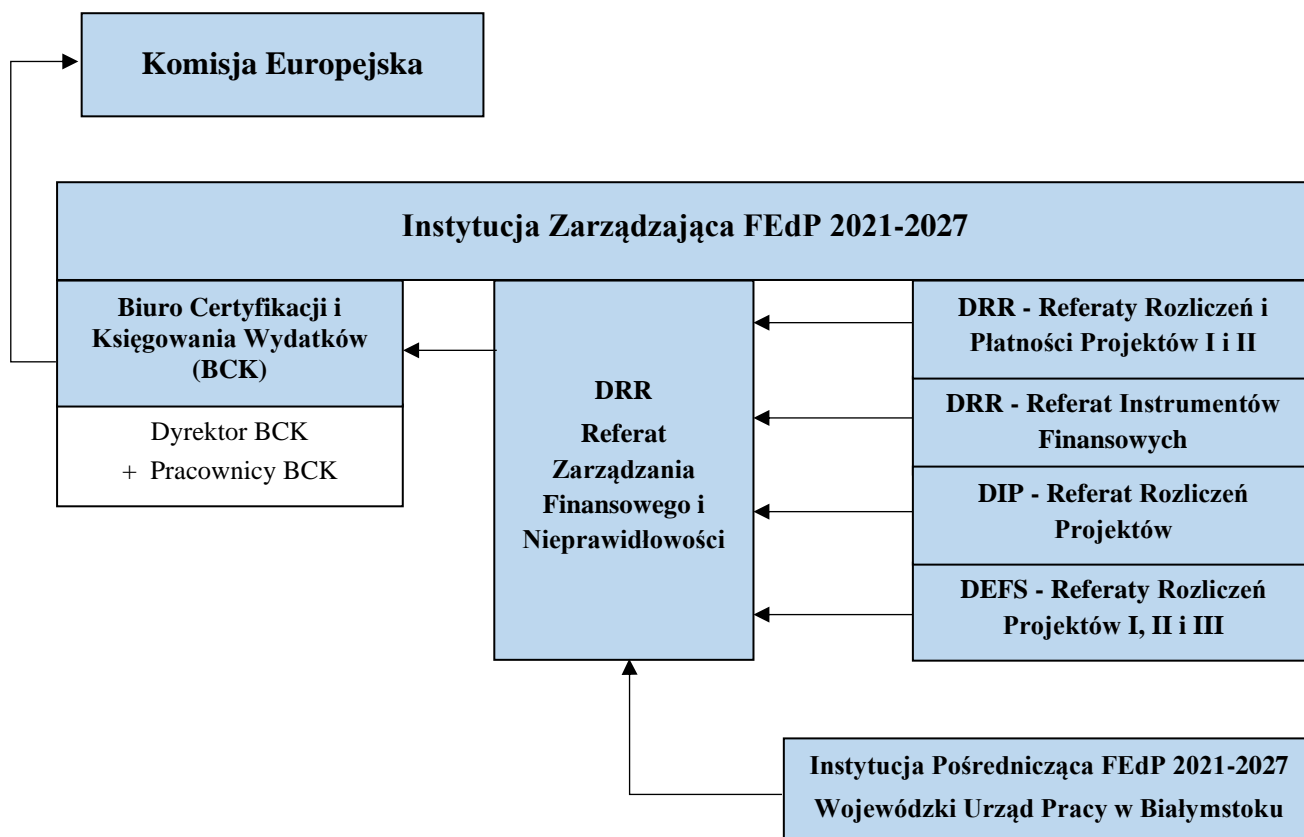 Komisja Europejska
Instytucja Zarządzająca FEdP 2021-2027
Biuro Certyfikacji i
Księgowania Wydatków
(BCK)
Dyrektor BCK
+ Pracownicy BCK
DRR
Referat
Zarządzania
Finansowego i
Nieprawidłowości
DRR - Referaty Rozliczeń i
Płatności Projektów I i II
DRR - Referat Instrumentów
Finansowych
DIP - Referat Rozliczeń
Projektów
DEFS - Referaty Rozliczeń
Projektów I, II i III
Instytucja Pośrednicząca FEdP 2021-2027
Wojewódzki Urząd Pracy w Białymstoku